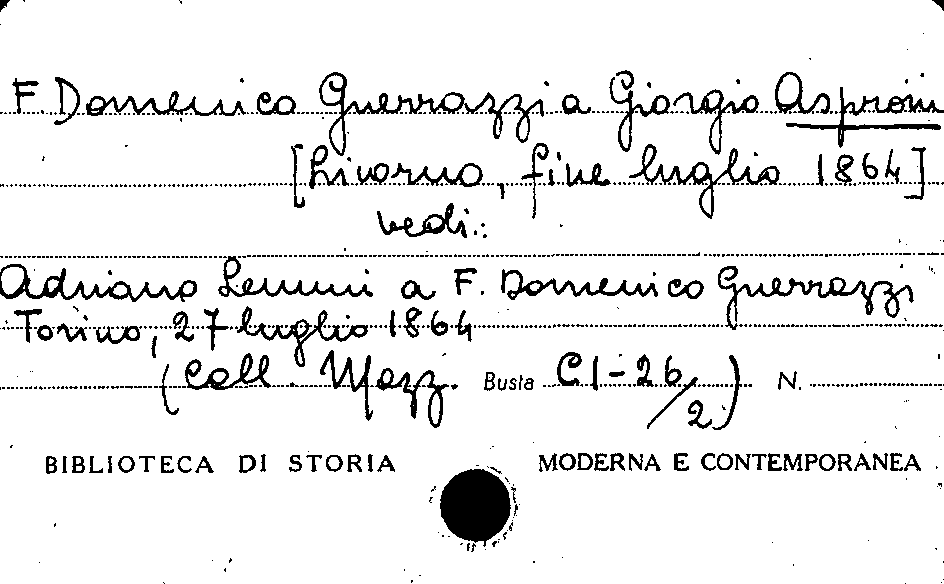 F. Domenico Guerrazzi a Giorgio Asproni
[Livorno, fine luglio 1864]
vedi:
Adriano Lemmi a F. Domenico Guerrazzi
Torino, 27 luglio 1864
(Coll. Mazz. Busta CI-26/2) N.
BIBLIOTECA DI STORIA MODERNA E CONTEMPORANEA